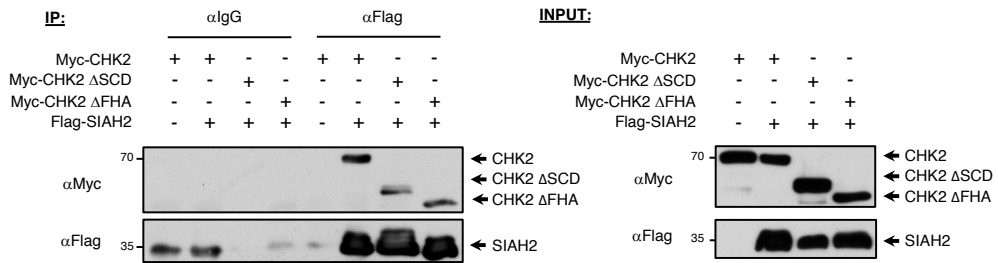 IP: αIgG αFlag INPUT:
Myc-CHK2 + + - - + + - - Myc-CHK2 + + - -
Myc-CHK2 ΔSCD - - + - - - + - Myc-CHK2 ΔSCD - - + -
Myc-CHK2 ΔFHA - - - + - - - + Myc-CHK2 ΔFHA - - - +
Flag-SIAH2 - + + + - + + + Flag-SIAH2 - + + +
70 CHK2 70 CHK2
αMyc CHK2 ΔSCD αMyc CHK2 ΔSCD
CHK2 ΔFHA CHK2 ΔFHA
αFlag 35 SIAH2 αFlag 35 SIAH2